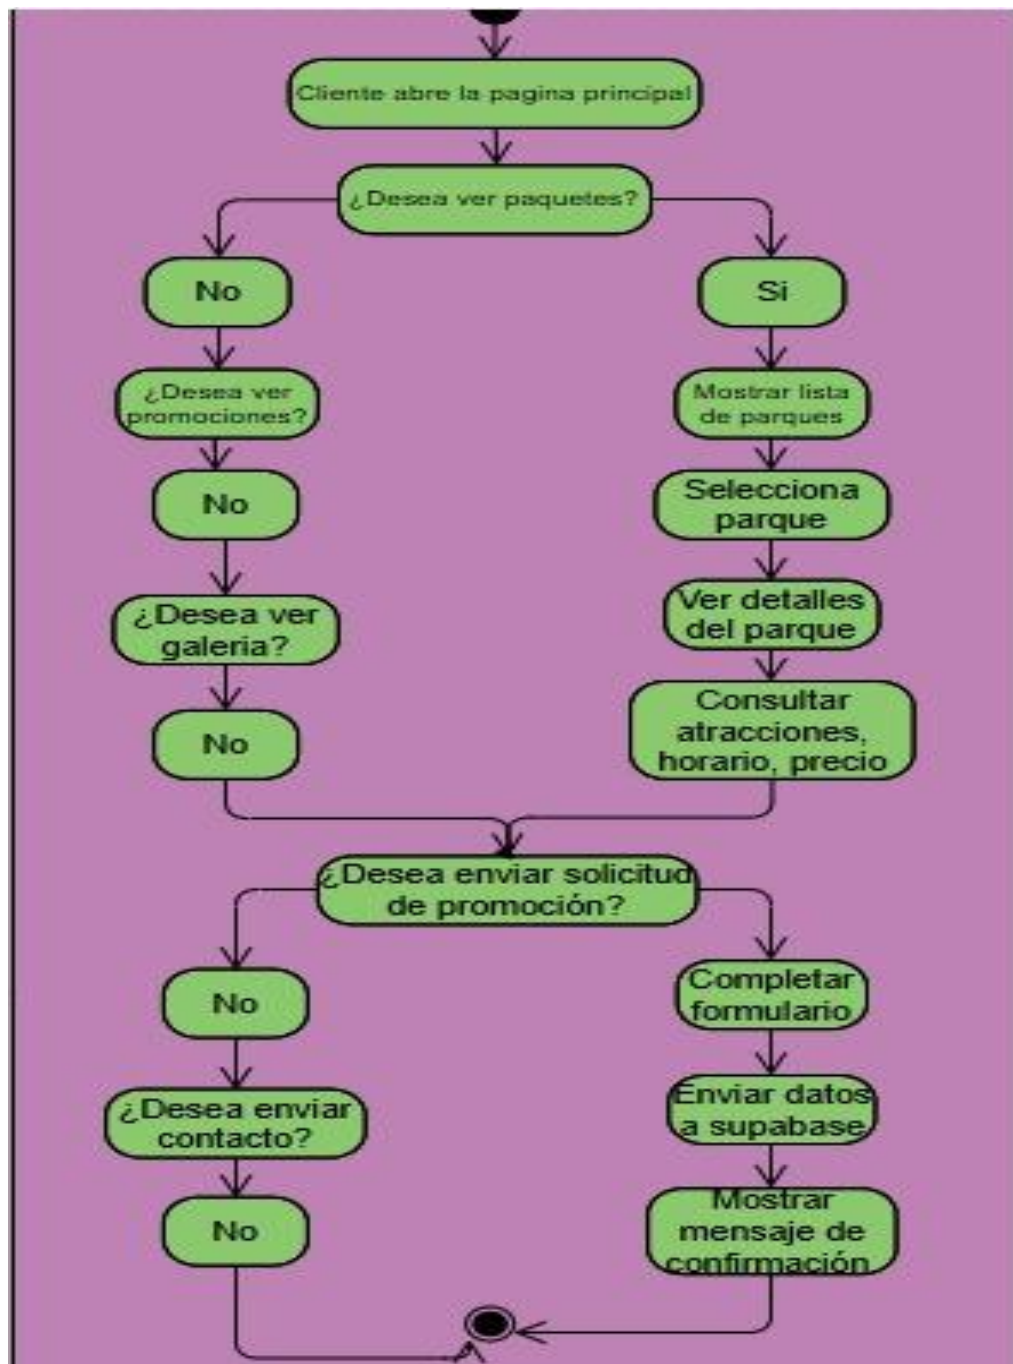 Cliente abre la pagina principal
¿Desea ver paquetes?
No
Si
¿Desea ver
promociones?
Mostrar lista
de parques
No
Selecciona
parque
¿Desea ver
galeria?
Ver detalles
del parque
No
Consultar
atracciones,
horario, precio
¿Desea enviar solicitud
de promoción?
No
Completar
formulario
¿Desea enviar
contacto?
Enviar datos
a supabase
No
Mostrar
mensaje de
confirmación